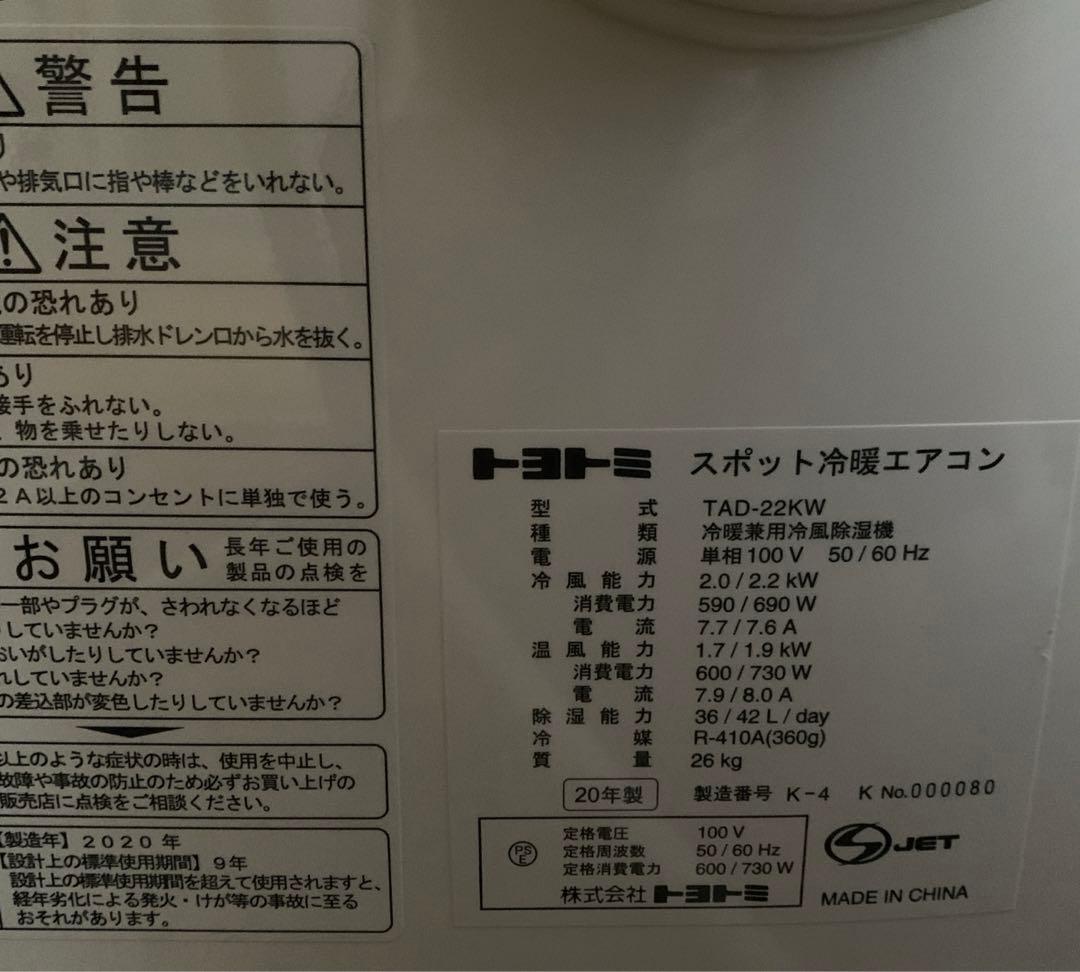 警告
や排気口に指や棒などをいれない。
注意
の恐れあり
運転を停止し排水ドレン口から水を抜く。
あり
接手をふれない。
、物を乗せたりしない。
の恐れあり
2A以上のコンセントに単独で使う。
お願い 長年ご使用の
製品の点検を
一部やプラグが、さわれなくなるほど
していませんか?
おいがしたりしていませんか?
れしていませんか?
の差込部が変色したりしていませんか?
以上のような症状の時は、使用を中止し、
故障や事故の防止のため必ずお買い上げの
販売店に点検をご相談ください。
【製造年】2020年
【設計上の標準使用期間】9年
設計上の標準使用期間を超えて使用されますと、
経年劣化による発火・けが等の事故に至る
おそれがあります。
トヨトミ スポット冷暖エアコン
型式 TAD-22KW
種類 冷暖兼用冷風除湿機
電源 単相100V 50/60Hz
冷風能力 2.0/2.2kW
消費電力 590/690W
電流 7.7/7.6A
温風能力 1.7/1.9kW
消費電力 600/730W
電流 7.9/8.0A
除湿能力 36/42L/day
冷媒 R-410A(360g)
質量 26kg
20年製 製造番号 K-4 K No.000080
PSE
定格電圧 100V
定格周波数 50/60Hz
定格消費電力 600/730W
株式会社トヨトミ
JET
MADE IN CHINA